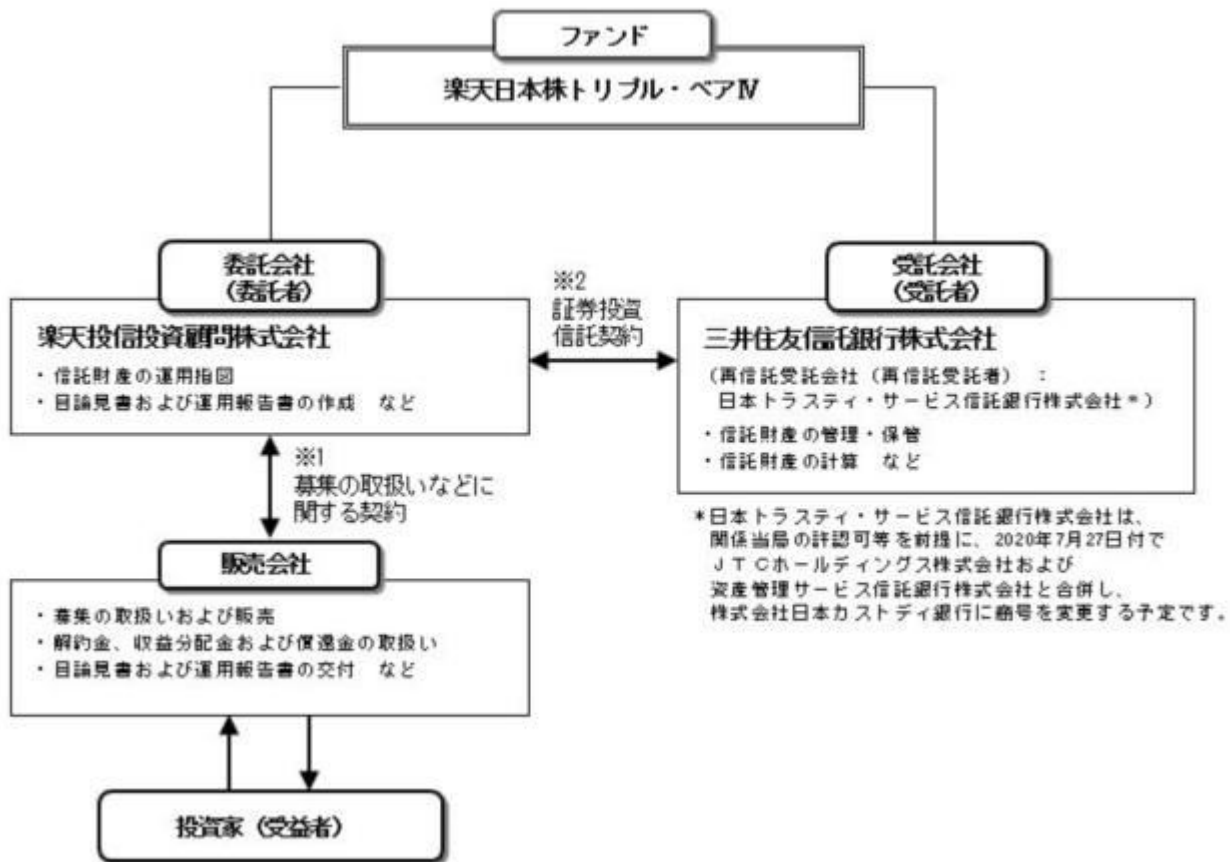 ファンド
楽天日本株トリプル・ベアⅣ
委託会社
(委託者)
楽天投信投資顧問株式会社
・信託財産の運用指図
・目論見書および運用報告書の作成 など
※2
証券投資
信託契約
受託会社
(受託者)
三井住友信託銀行株式会社
(再信託受託会社(再信託受託者) :
日本トラスティ・サービス信託銀行株式会社*)
・信託財産の管理・保管
・信託財産の計算 など
*日本トラスティ・サービス信託銀行株式会社は、
関係当局の許認可等を前提に、2020年7月27日付で
JTCホールディングス株式会社および
資産管理サービス信託銀行株式会社と合併し、
株式会社日本カストディ銀行に商号を変更する予定です。
※1
募集の取扱いなどに
関する契約
販売会社
・募集の取扱いおよび販売
・解約金、収益分配金および償還金の取扱い
・目論見書および運用報告書の交付 など
投資家(受益者)